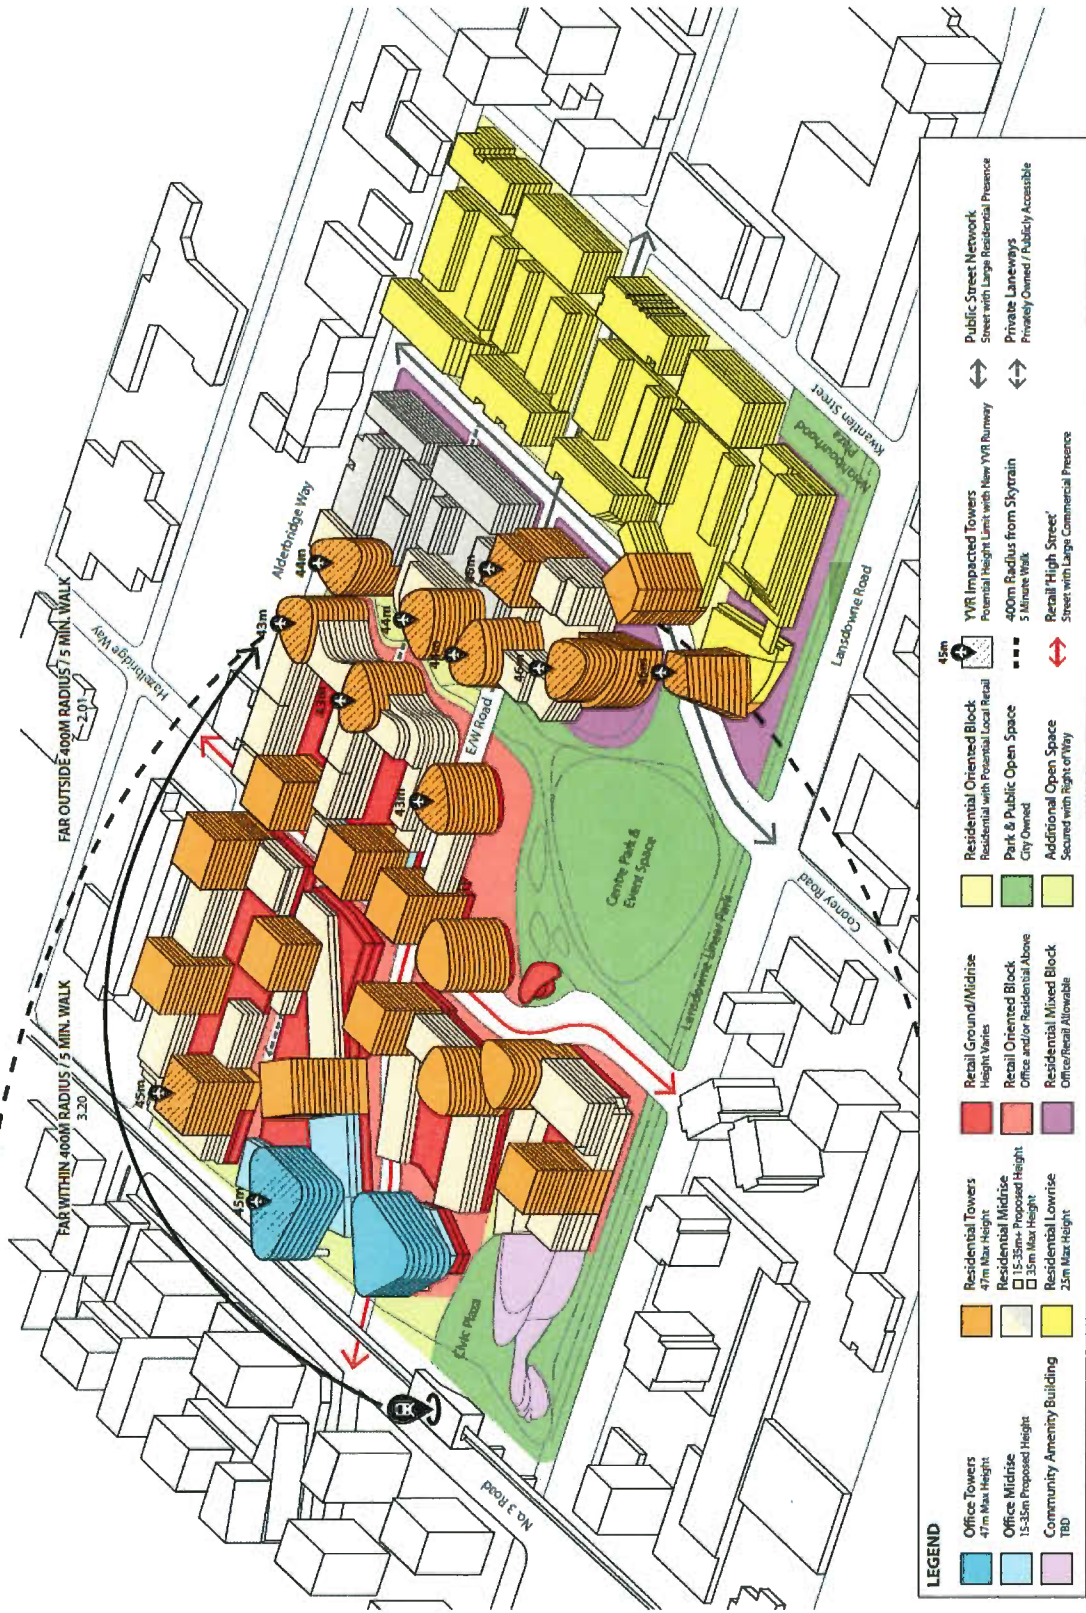 FAR WITHIN 400M RADIUS / 5 MIN. WALK
3.20
FAR OUTSIDE 400M RADIUS / 5 MIN. WALK
2.01
Hazelbridge Way
Alderbridge Way
No. 3 Road
E/W Road
Kwantlen Street
Lansdowne Road
Cooney Road
Civic Plaza
Centre Park &
Event Space
Lansdowne Linear Park
Neighbourhood
Plaza
45m
45m
43m
43m
43m
44m
44m
46m
46m
LEGEND
Office Towers
47m Max Height
Office Midrise
15-35m Proposed Height
Community Amenity Building
TBD
Residential Towers
47m Max Height
Residential Midrise
15-35m+ Proposed Height
35m Max Height
Residential Lowrise
25m Max Height
Retail Ground/Midrise
Height Varies
Retail Oriented Block
Office and/or Residential Above
Residential Mixed Block
Office/Retail Allowable
Residential Oriented Block
Residential with Potential Local Retail
Park & Public Open Space
City Owned
Additional Open Space
Secured with Right of Way
45m
YVR Impacted Towers
Potential Height Limit with New YVR Runway
400m Radius from Skytrain
5 Minute Walk
Retail 'High Street'
Street with Large Commercial Presence
Public Street Network
Street with Large Residential Presence
Private Laneways
Privately Owned / Publicly Accessible